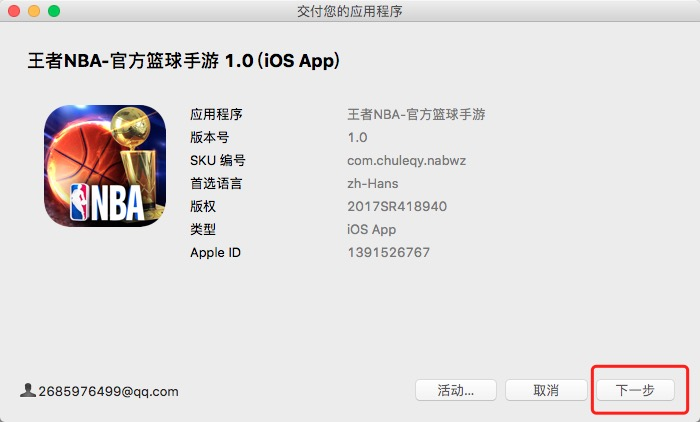 交付您的应用程序
王者NBA-官方篮球手游 1.0（iOS App）
NBA
应用程序 王者NBA-官方篮球手游
版本号 1.0
SKU 编号 com.chuleqy.nabwz
首选语言 zh-Hans
版权 2017SR418940
类型 iOS App
Apple ID 1391526767
2685976499@qq.com 活动... 取消 下一步